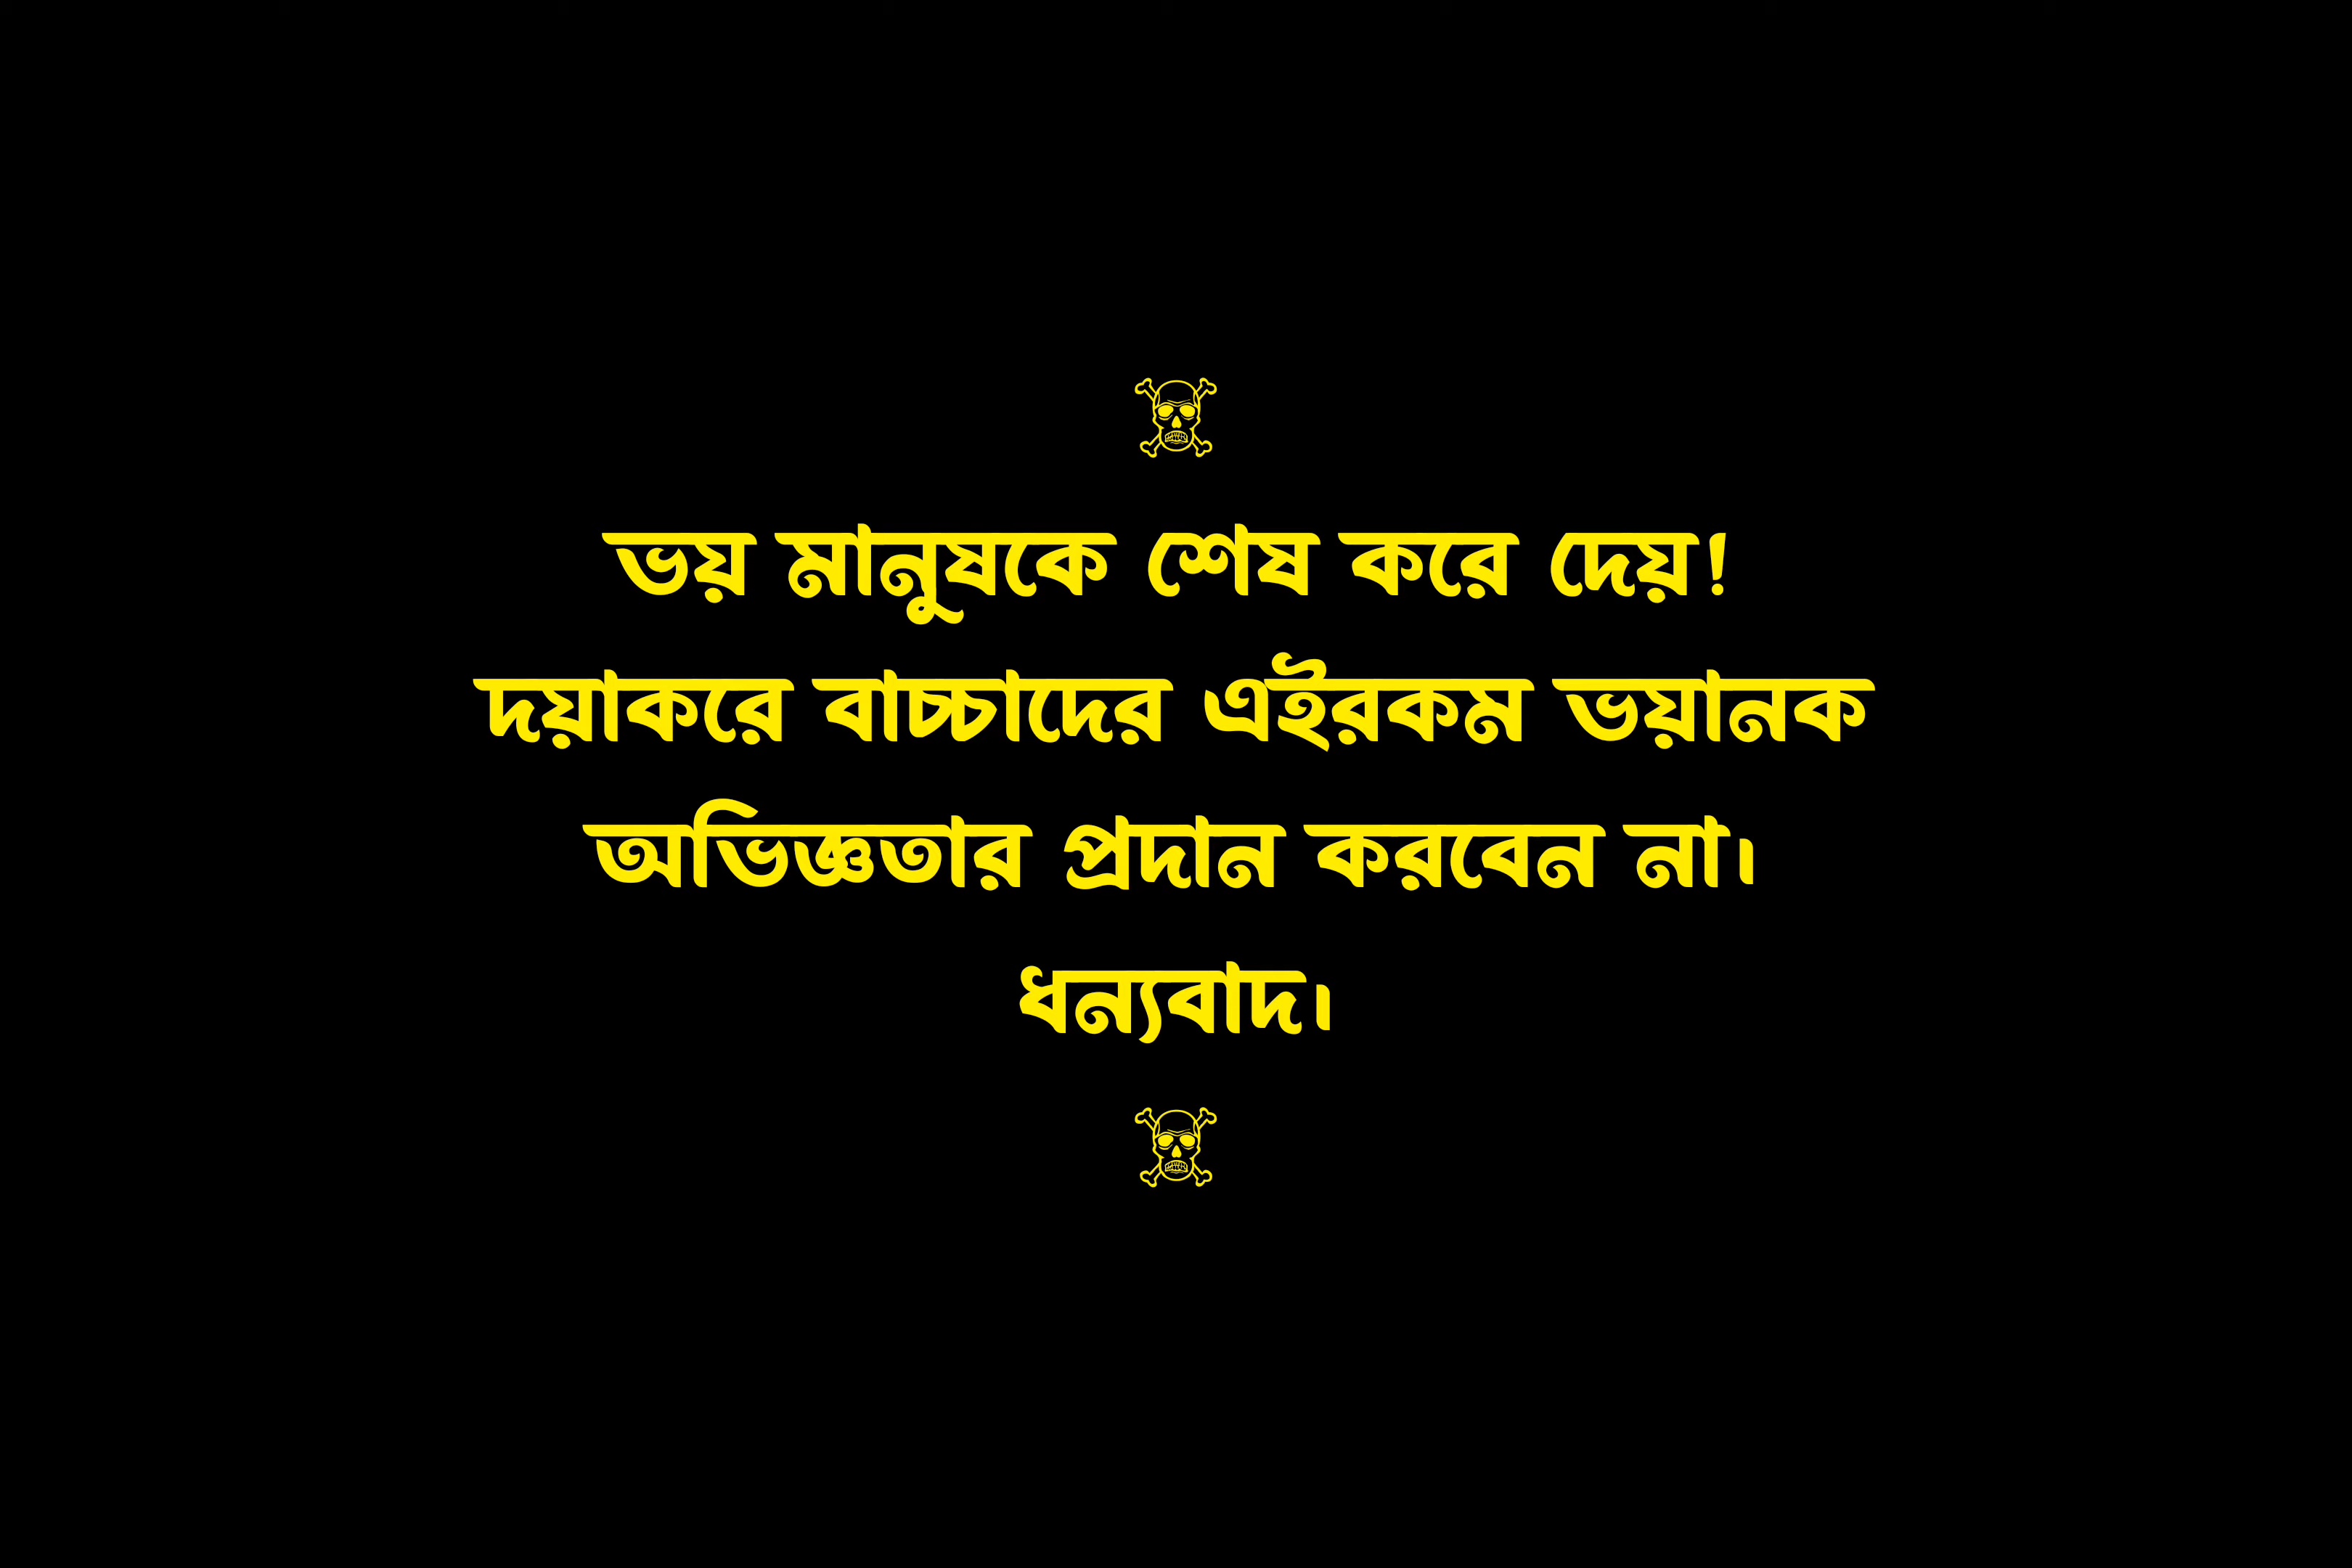 ভয় মানুষকে শেষ করে দেয়!
দয়াকরে বাচ্চাদের এইরকম ভয়ানক
অভিজ্ঞতার প্রদান করবেন না।
ধন্যবাদ।